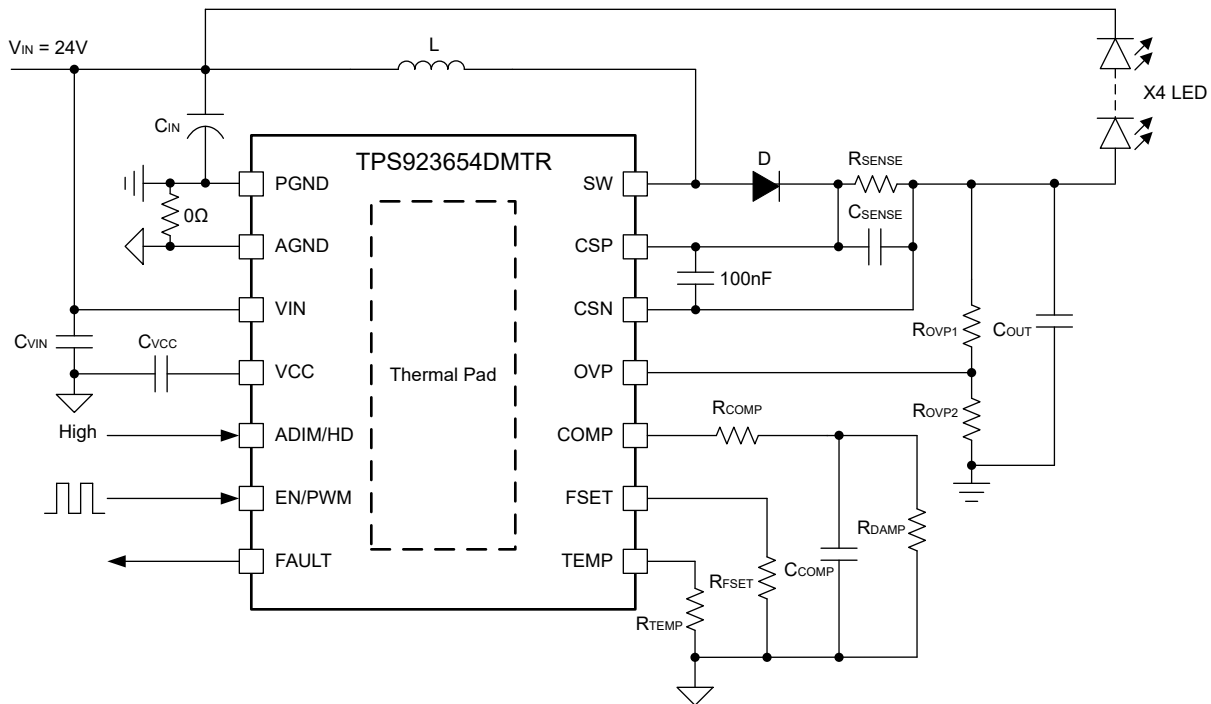 VIN = 24V
L
X4 LED
CIN
TPS923654DMTR
D
RSENSE
PGND
SW
0Ω
CSENSE
AGND
CSP
100nF
VIN
CSN
CVIN
CVCC
ROVP1
COUT
VCC
Thermal Pad
OVP
RCOMP
ROVP2
High
ADIM/HD
COMP
EN/PWM
FSET
RDAMP
FAULT
TEMP
RFSET
CCOMP
RTEMP